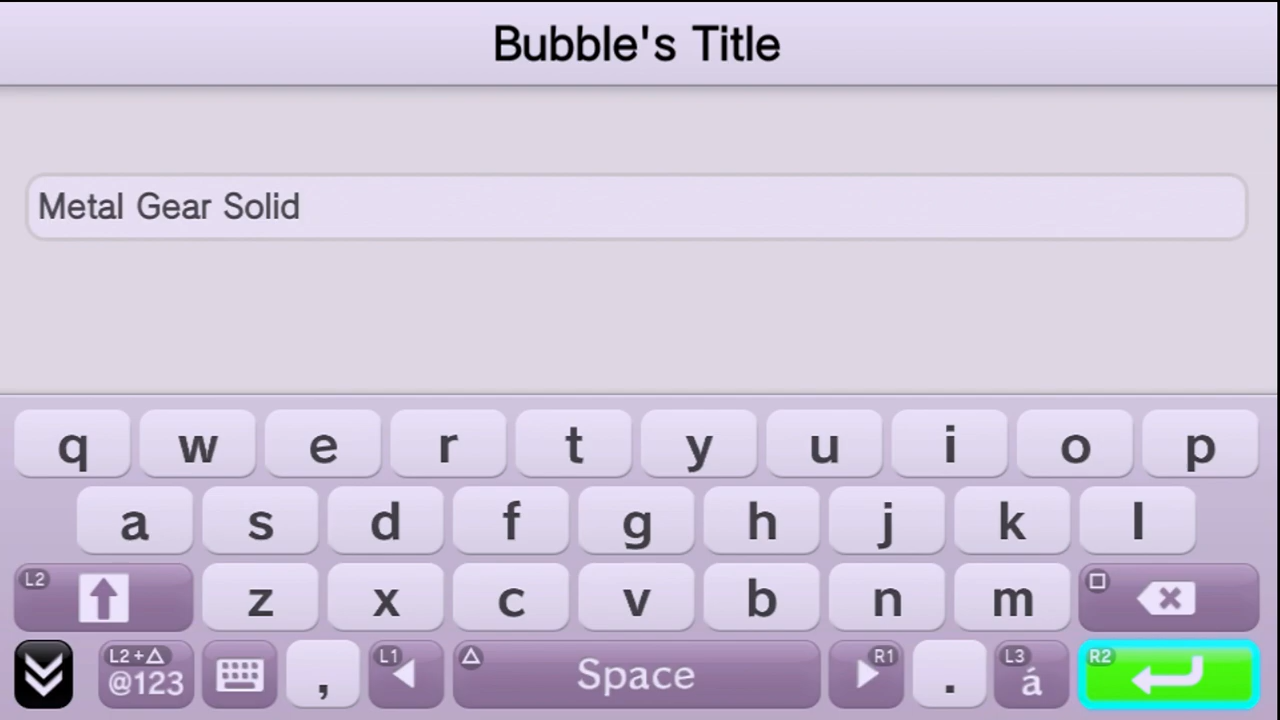 Bubble's Title
Metal Gear Solid
q w e r t y u i o p
a s d f g h j k l
L2 z x c v b n m
L2+△ @123 , L1 Space R1 . L3 á R2